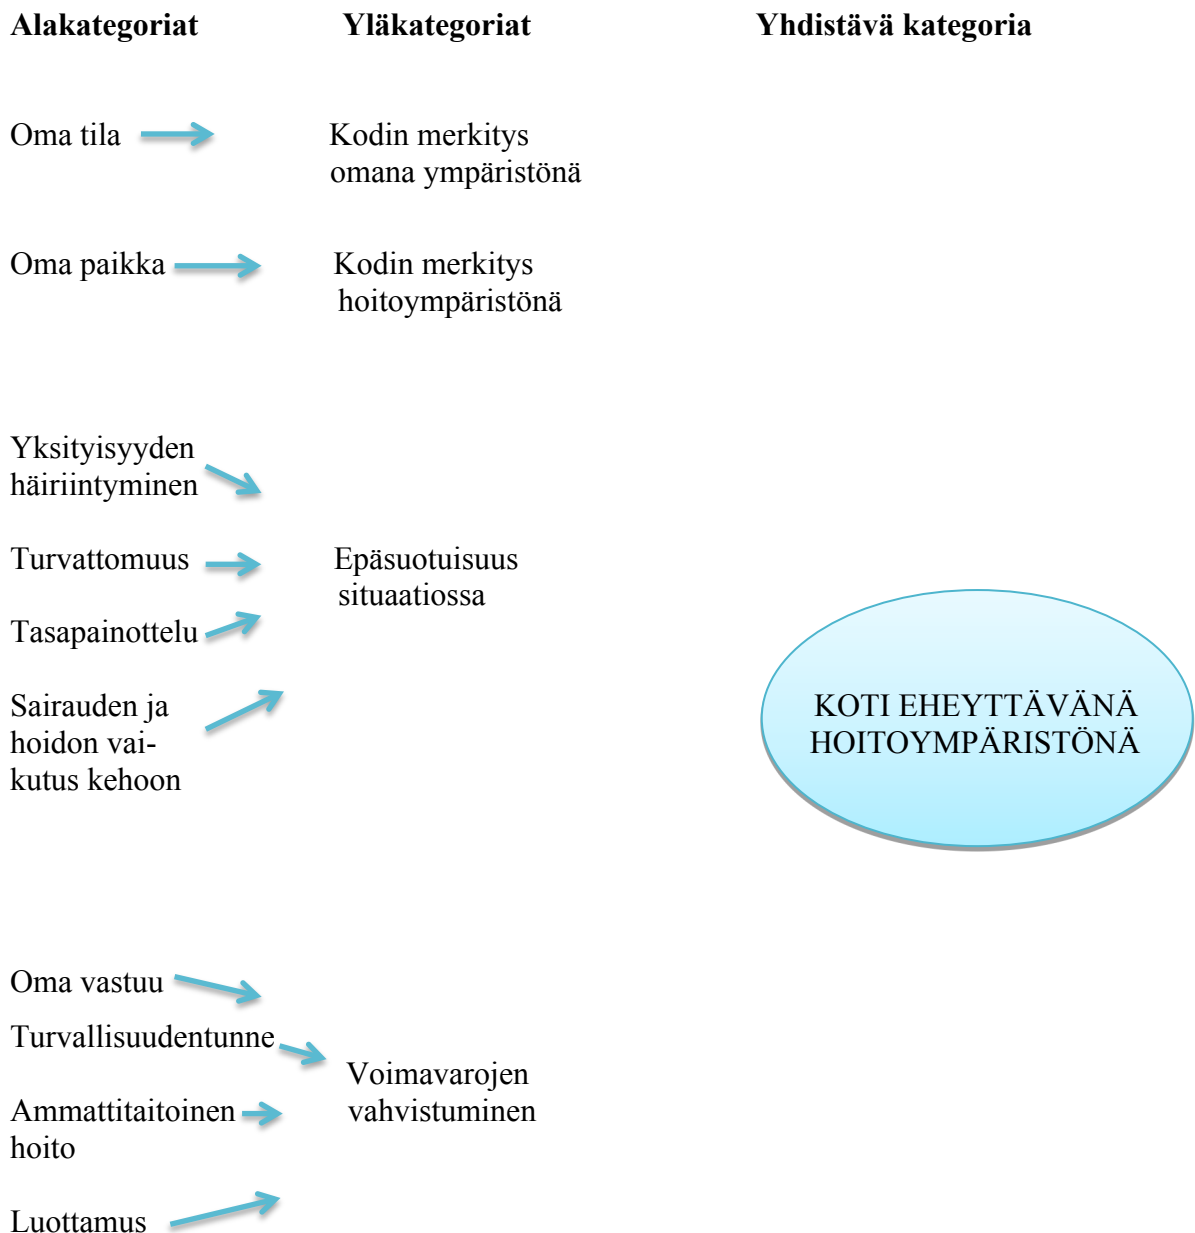 Alakategoriat Yläkategoriat Yhdistävä kategoria
Oma tila Kodin merkitys
omana ympäristönä
Oma paikka Kodin merkitys
hoitoympäristönä
Yksityisyyden
häiriintyminen
Turvattomuus Epäsuotuisuus
situaatiossa
Tasapainottelu
Sairauden ja
hoidon vai-
kutus kehoon
KOTI EHEYTTÄVÄNÄ
HOITOYMPÄRISTÖNÄ
Oma vastuu
Turvallisuudentunne
Voimavarojen
vahvistuminen
Ammattitaitoinen
hoito
Luottamus